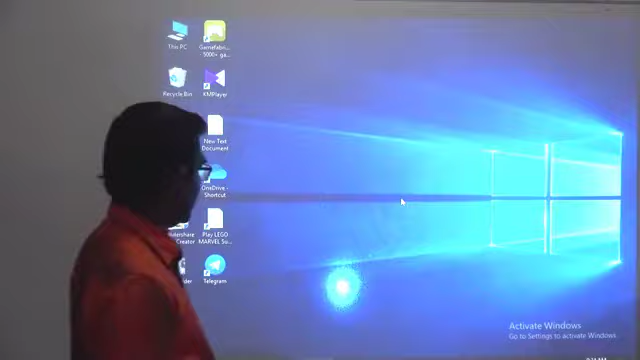 This PC
Gamefabri...
5000+ ga...
Recycle Bin
KMPlayer
New Text
Document
OneDrive -
Shortcut
Creator
Play LEGO
MARVEL Su...
Telegram
Activate Windows
Go to Settings to activate Windows.